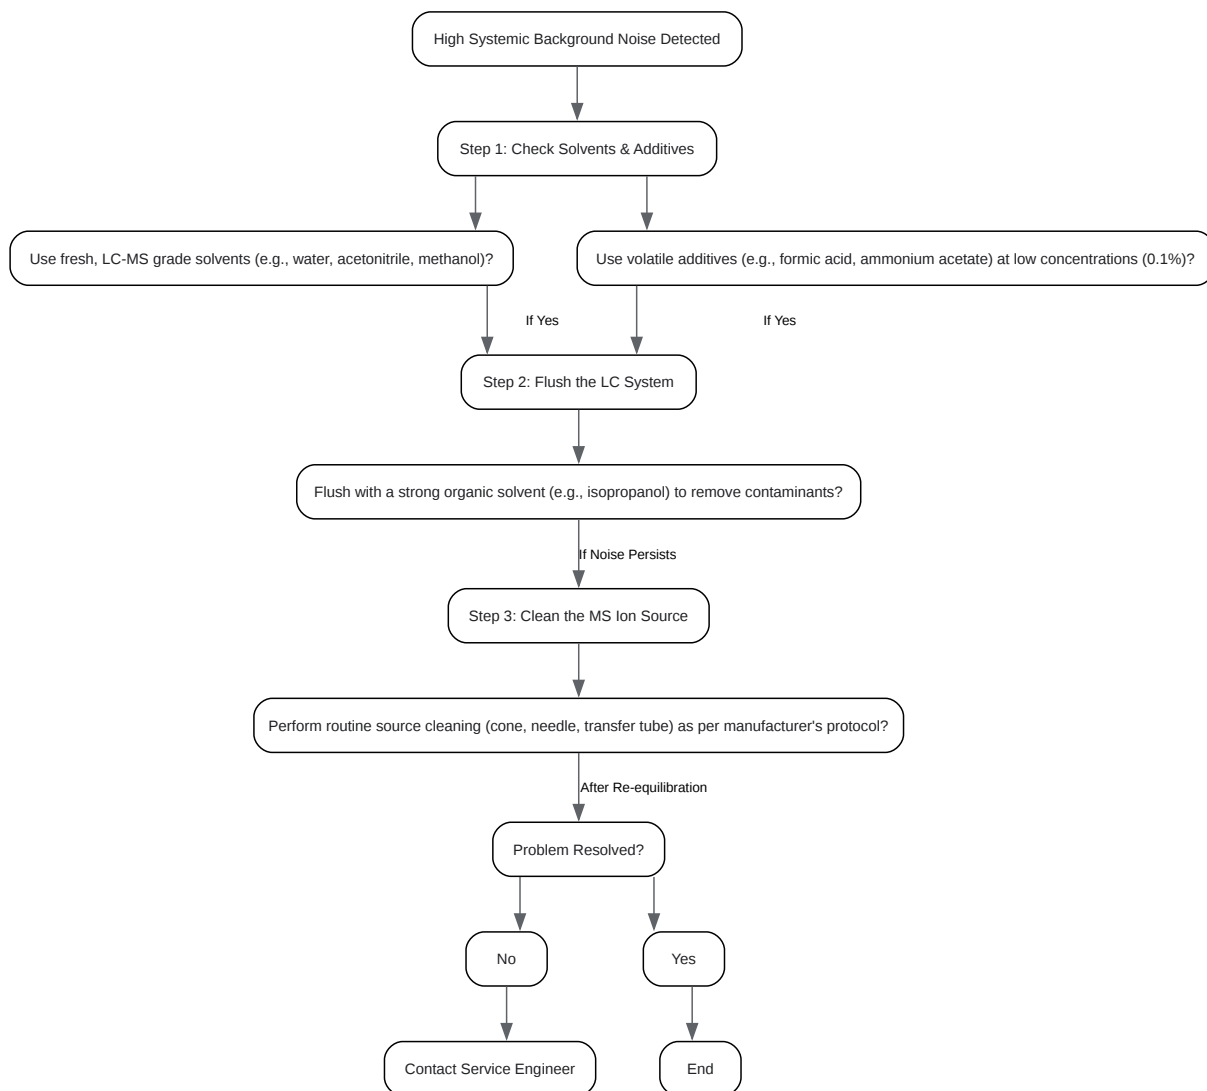 High Systemic Background Noise Detected
Step 1: Check Solvents & Additives
Use fresh, LC-MS grade solvents (e.g., water, acetonitrile, methanol)?
Use volatile additives (e.g., formic acid, ammonium acetate) at low concentrations (0.1%)?
If Yes
If Yes
Step 2: Flush the LC System
Flush with a strong organic solvent (e.g., isopropanol) to remove contaminants?
If Noise Persists
Step 3: Clean the MS Ion Source
Perform routine source cleaning (cone, needle, transfer tube) as per manufacturer's protocol?
After Re-equilibration
Problem Resolved?
No
Yes
Contact Service Engineer
End